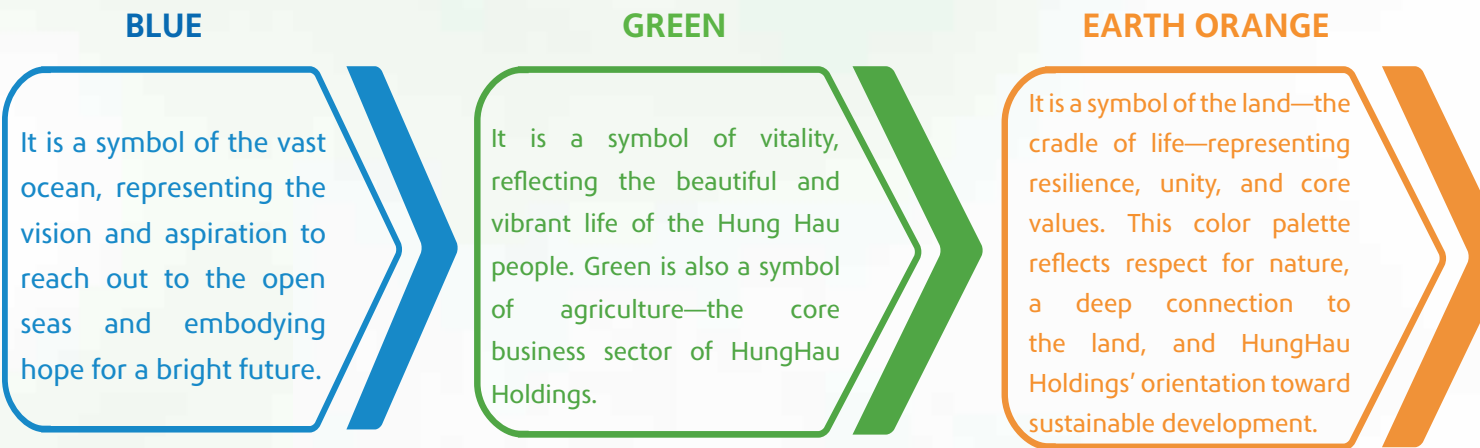 BLUE
It is a symbol of the vast
ocean, representing the
vision and aspiration to
reach out to the open
seas and embodying
hope for a bright future.
GREEN
It is a symbol of vitality,
reflecting the beautiful and
vibrant life of the Hung Hau
people. Green is also a symbol
of agriculture—the core
business sector of HungHau
Holdings.
EARTH ORANGE
It is a symbol of the land—the
cradle of life—representing
resilience, unity, and core
values. This color palette
reflects respect for nature,
a deep connection to
the land, and HungHau
Holdings’ orientation toward
sustainable development.